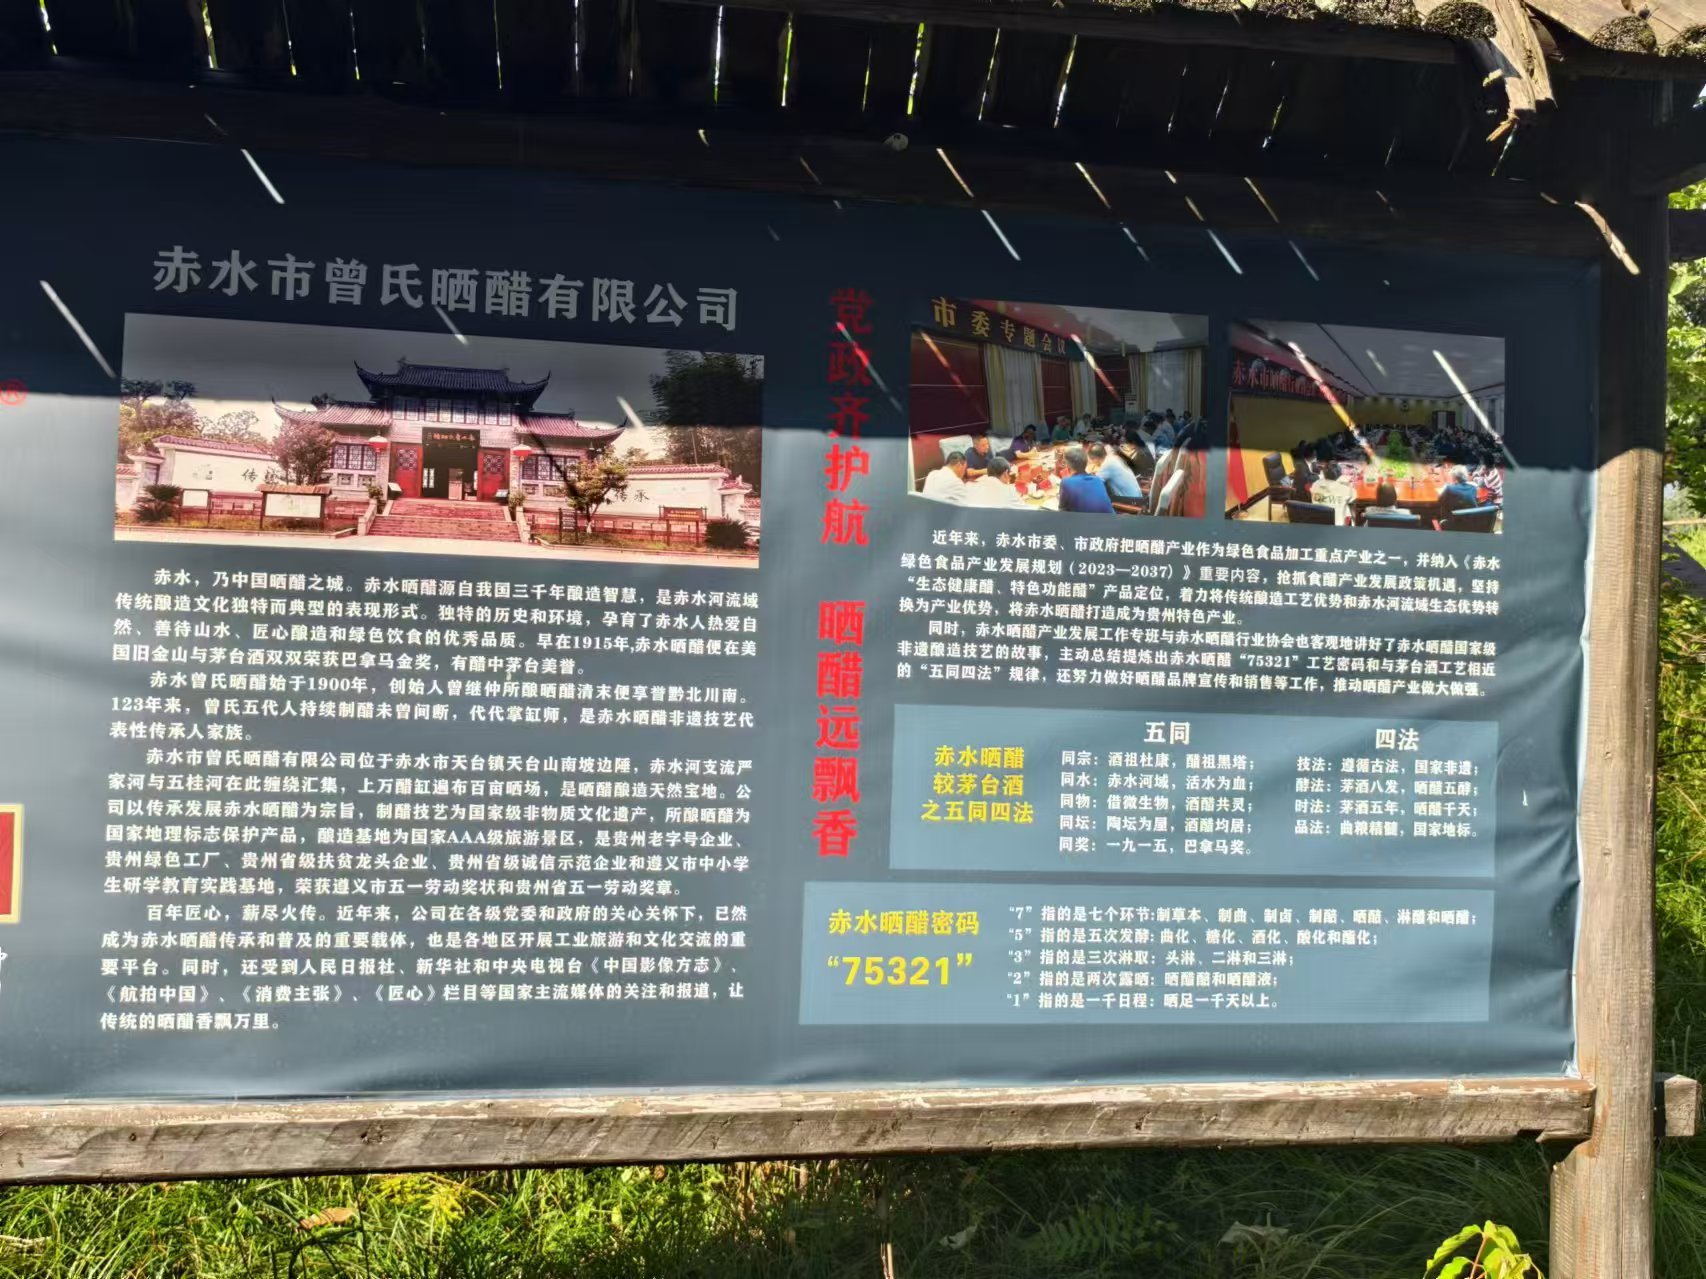 赤水市曾氏晒醋有限公司
®
传
传承
赤水，乃中国晒醋之城。赤水晒醋源自我国三千年酿造智慧，是赤水河流域
传统酿造文化独特而典型的表现形式。独特的历史和环境，孕育了赤水人热爱自
然、善待山水、匠心酿造和绿色饮食的优秀品质。早在1915年,赤水晒醋便在美
国旧金山与茅台酒双双荣获巴拿马金奖，有醋中茅台美誉。
赤水曾氏晒醋始于1900年，创始人曾继仲所酿晒醋清末便享誉黔北川南。
123年来，曾氏五代人持续制醋未曾间断，代代掌缸师，是赤水晒醋非遗技艺代
表性传承人家族。
赤水市曾氏晒醋有限公司位于赤水市天台镇天台山南坡边陲，赤水河支流严
家河与五桂河在此缠绕汇集，上万醋缸遍布百亩晒场，是晒醋酿造天然宝地。公
司以传承发展赤水晒醋为宗旨，制醋技艺为国家级非物质文化遗产，所酿晒醋为
国家地理标志保护产品，酿造基地为国家AAA级旅游景区，是贵州老字号企业、
贵州绿色工厂、贵州省级扶贫龙头企业、贵州省级诚信示范企业和遵义市中小学
生研学教育实践基地，荣获遵义市五一劳动奖状和贵州省五一劳动奖章。
百年匠心，薪尽火传。近年来，公司在各级党委和政府的关心关怀下，已然
成为赤水晒醋传承和普及的重要载体，也是各地区开展工业旅游和文化交流的重
要平台。同时，还受到人民日报社、新华社和中央电视台《中国影像方志》、
《航拍中国》、《消费主张》、《匠心》栏目等国家主流媒体的关注和报道，让
传统的晒醋香飘万里。
党政齐护航 晒醋远飘香
市委专题会议
赤水市晒醋
近年来，赤水市委、市政府把晒醋产业作为绿色食品加工重点产业之一，并纳入《赤水
绿色食品产业发展规划（2023—2037）》重要内容，抢抓食醋产业发展政策机遇，坚持
“生态健康醋、特色功能醋”产品定位，着力将传统酿造工艺优势和赤水河流域生态优势转
换为产业优势，将赤水晒醋打造成为贵州特色产业。
同时，赤水晒醋产业发展工作专班与赤水晒醋行业协会也客观地讲好了赤水晒醋国家级
非遗酿造技艺的故事，主动总结提炼出赤水晒醋“75321”工艺密码和与茅台酒工艺相近
的“五同四法”规律，还努力做好晒醋品牌宣传和销售等工作，推动晒醋产业做大做强。
赤水晒醋
较茅台酒
之五同四法
五同
同宗：酒祖杜康，醋祖黑塔；
同水：赤水河域，活水为血；
同物：借微生物，酒醋共灵；
同坛：陶坛为屋，酒醋均居；
同奖：一九一五，巴拿马奖。
四法
技法：遵循古法，国家非遗；
酵法：茅酒八发，晒醋五酵；
时法：茅酒五年，晒醋千天；
品法：曲粮精髓，国家地标。
赤水晒醋密码
“75321”
“7”指的是七个环节:制草本、制曲、制卤、制醅、晒醅、淋醋和晒醋；
“5”指的是五次发酵: 曲化、糖化、酒化、酸化和酯化；
“3”指的是三次淋取：头淋、二淋和三淋；
“2”指的是两次露晒：晒醋醅和晒醋液；
“1”指的是一千日程：晒足一千天以上。